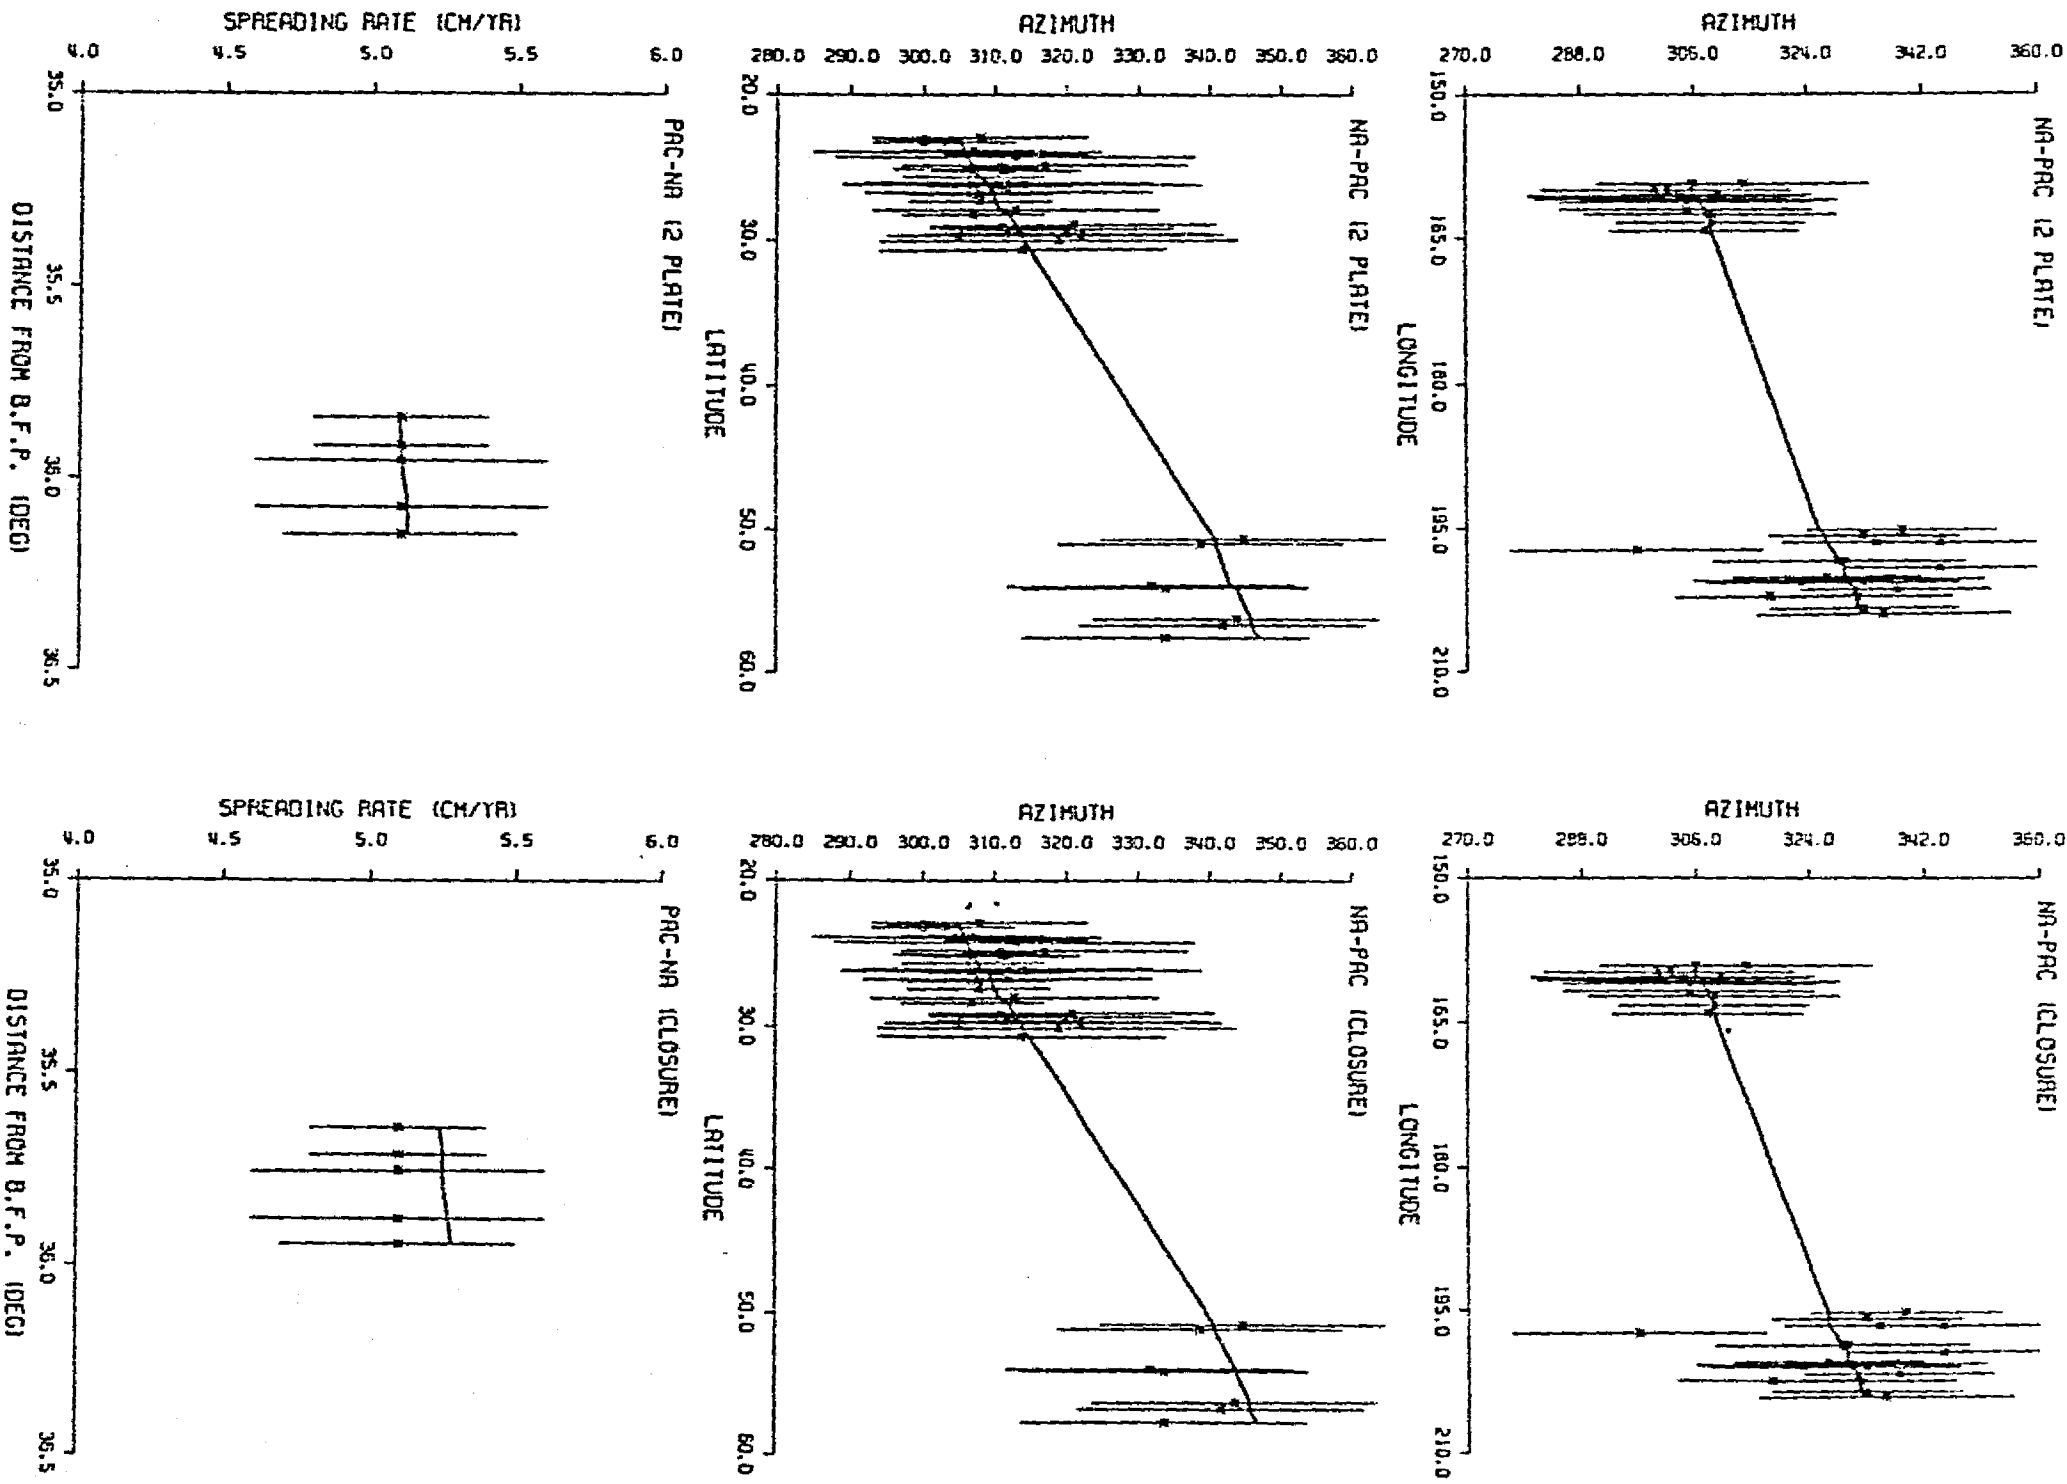 SPREADING RATE (CM/YR)
4.0 4.5 5.0 5.5 6.0
35.0 35.5 36.0 36.5
DISTANCE FROM B.F.P. (DEG)
PAC-NA (2 PLATE)
AZIMUTH
280.0 290.0 300.0 310.0 320.0 330.0 340.0 350.0 360.0
20.0 30.0 40.0 50.0 60.0
LATITUDE
NA-PAC (2 PLATE)
AZIMUTH
270.0 288.0 306.0 324.0 342.0 360.0
150.0 165.0 180.0 195.0 210.0
LONGITUDE
NA-PAC (2 PLATE)
SPREADING RATE (CM/YR)
4.0 4.5 5.0 5.5 6.0
35.0 35.5 36.0 36.5
DISTANCE FROM B.F.P. (DEG)
PAC-NA (CLOSURE)
AZIMUTH
280.0 290.0 300.0 310.0 320.0 330.0 340.0 350.0 360.0
20.0 30.0 40.0 50.0 60.0
LATITUDE
NA-PAC (CLOSURE)
AZIMUTH
270.0 288.0 306.0 324.0 342.0 360.0
150.0 165.0 180.0 195.0 210.0
LONGITUDE
NA-PAC (CLOSURE)